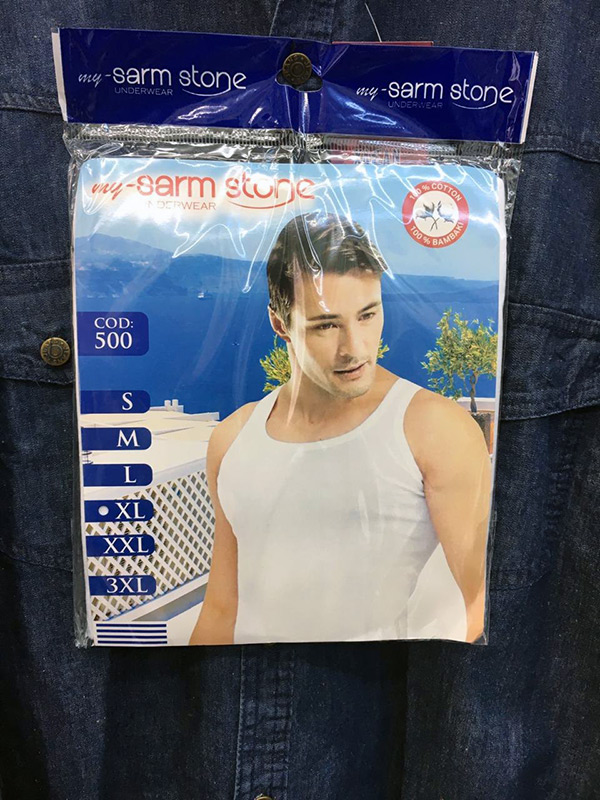 my-sarm stone
UNDERWEAR
my-sarm stone
UNDERWEAR
my-sarm stone
UNDERWEAR
100 % COTTON
100 % BAMBAKI
COD:
500
S
M
L
XL
XXL
3XL